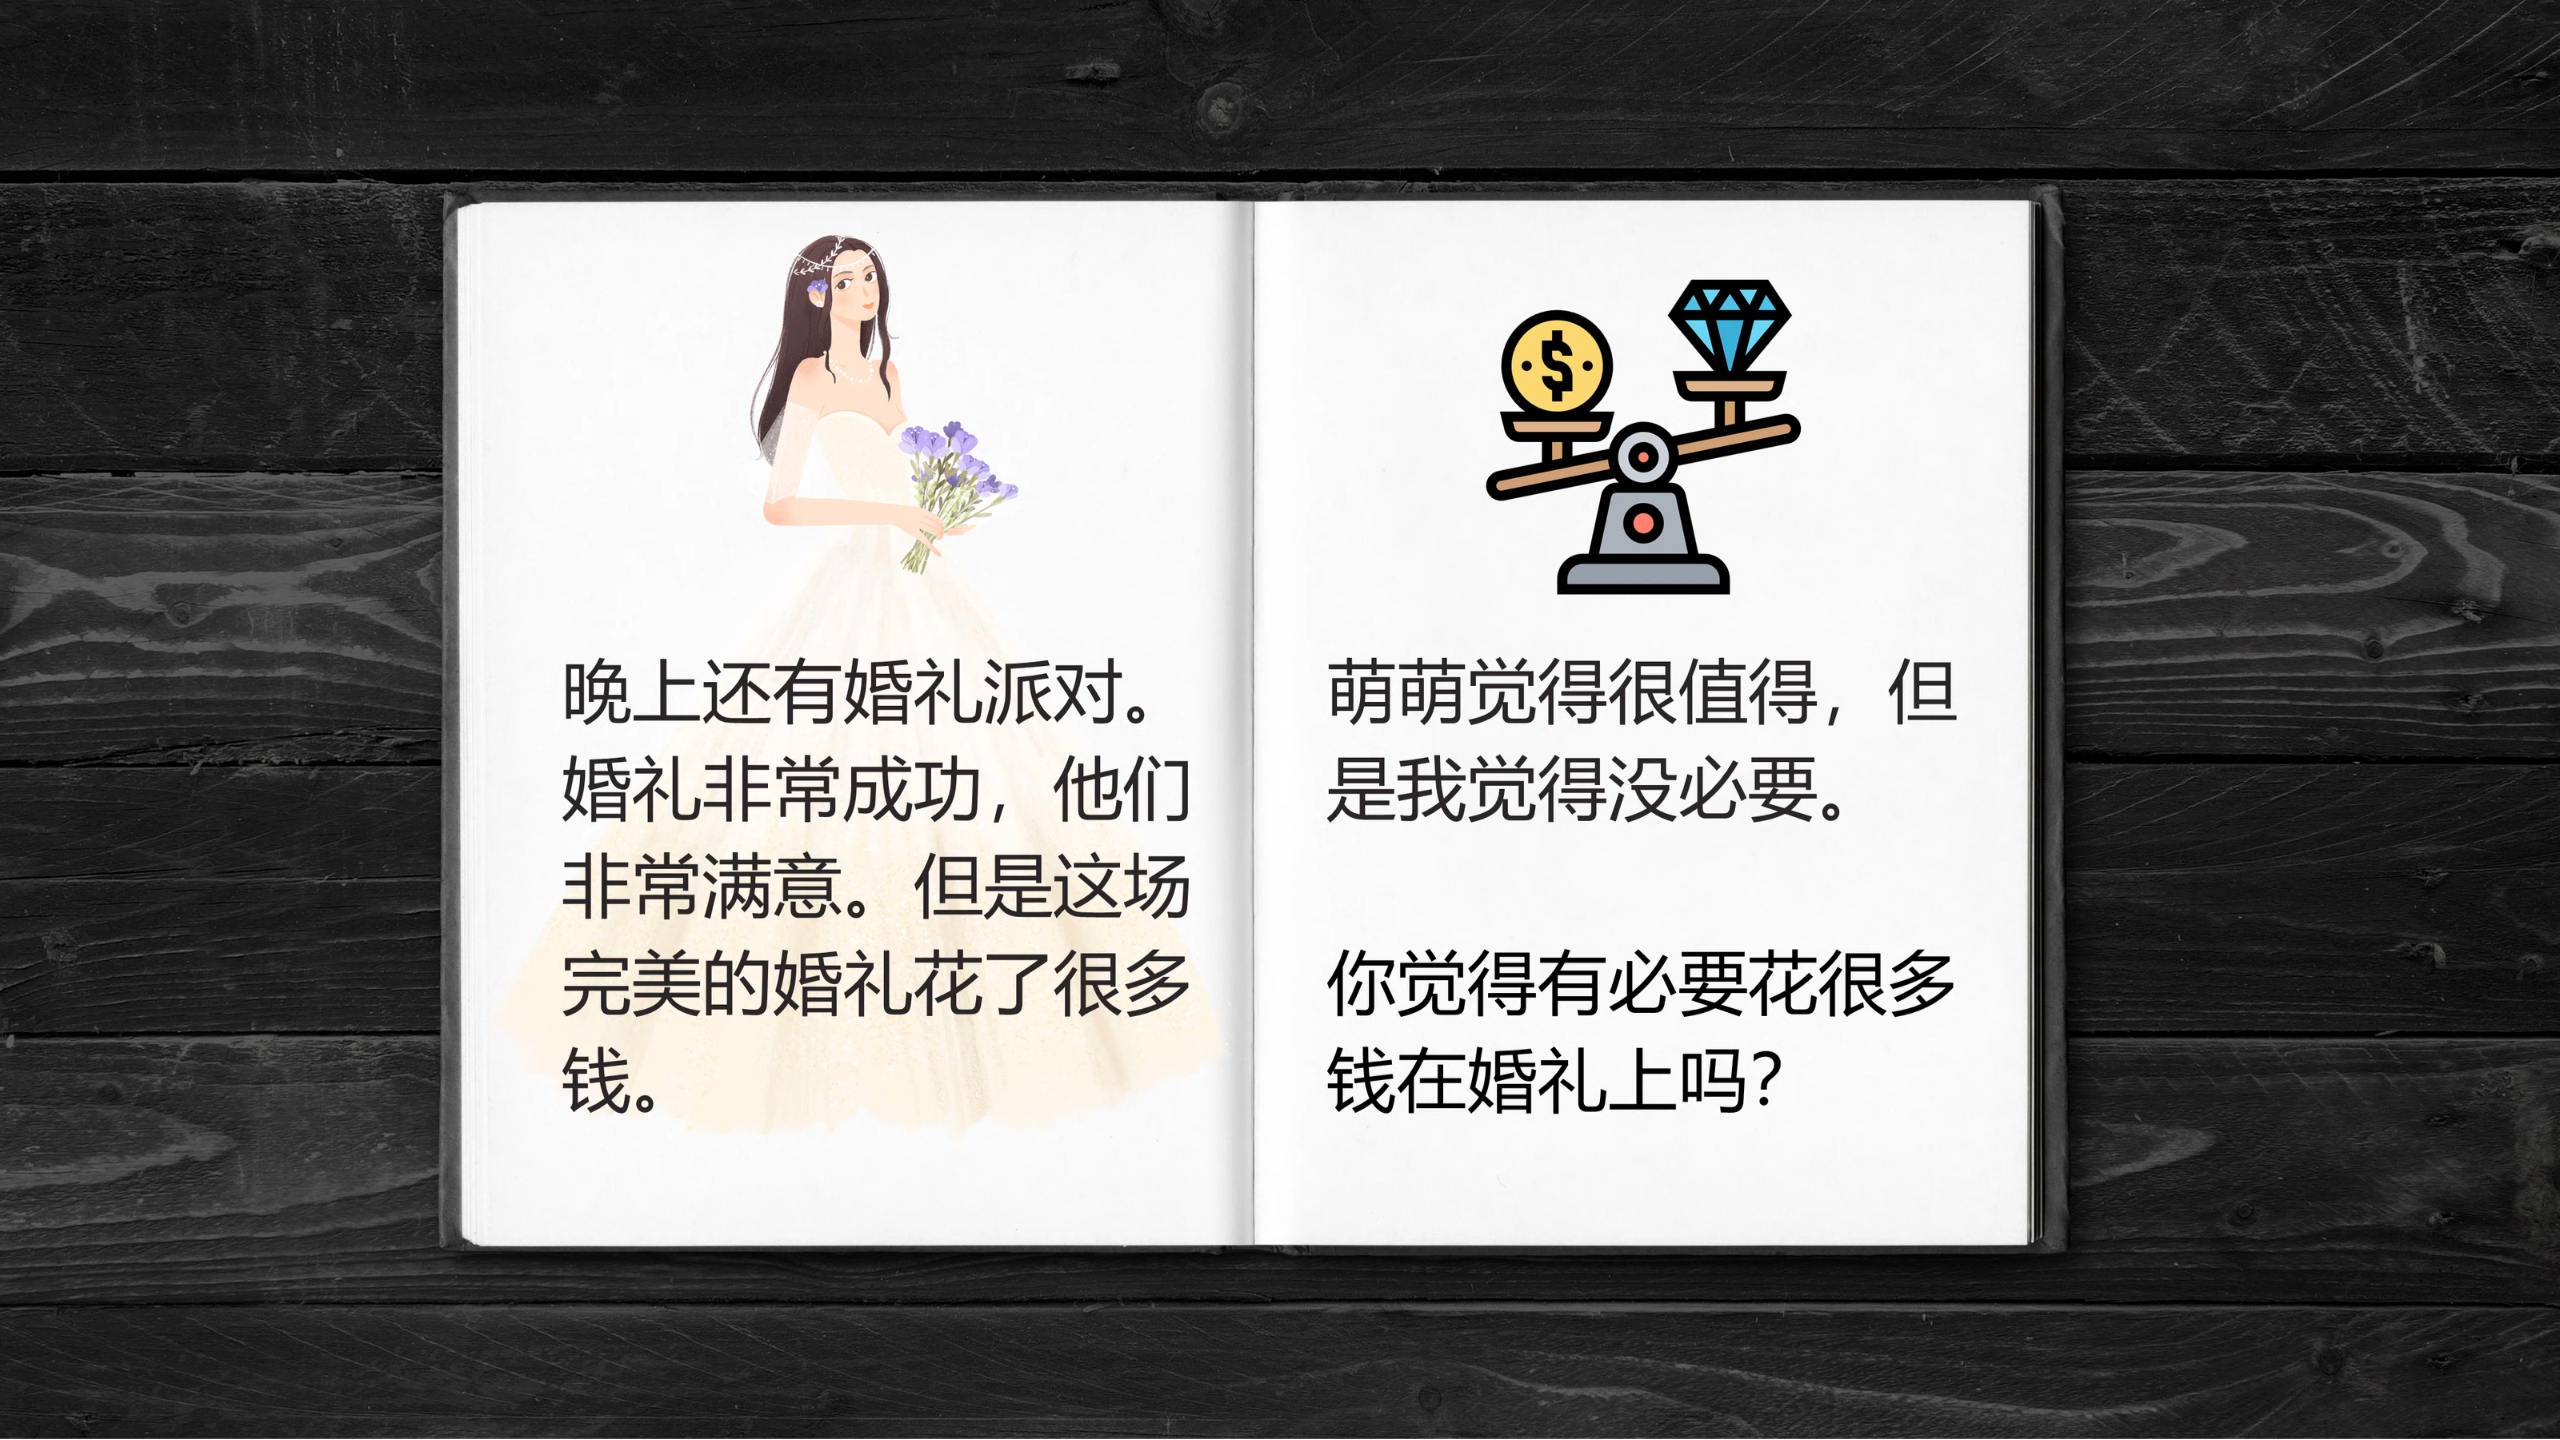 晚上还有婚礼派对。
婚礼非常成功，他们
非常满意。但是这场
完美的婚礼花了很多
钱。
萌萌觉得很值得，但
是我觉得没必要。
你觉得有必要花很多
钱在婚礼上吗？